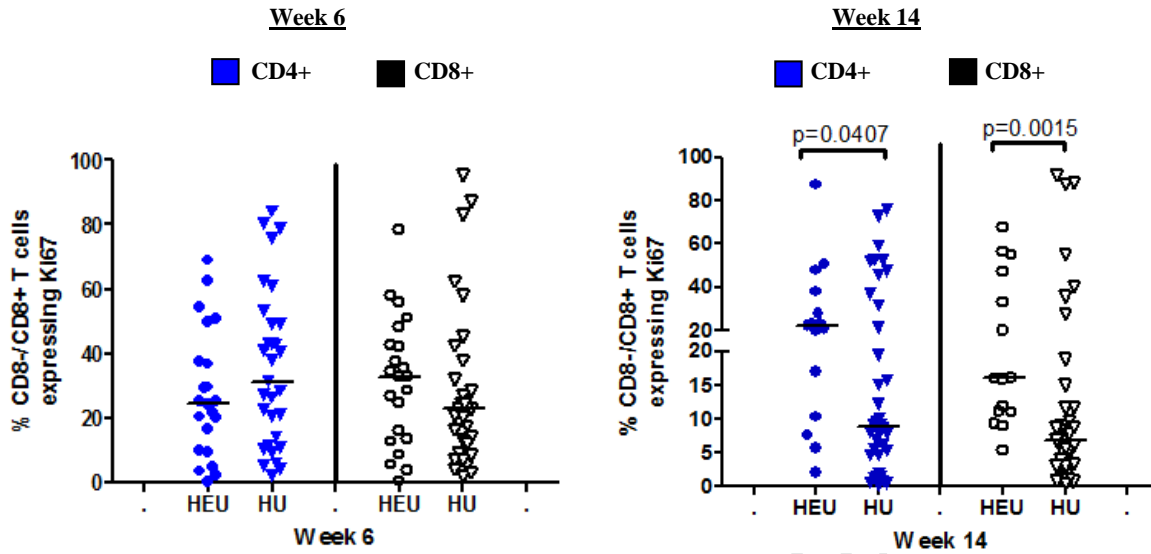 Week 6
CD4+ CD8+
% CD8-/CD8+ T cells
expressing Ki67
100
80
60
40
20
0
. HEU HU . HEU HU .
Week 6
Week 14
CD4+ CD8+
p=0.0407 p=0.0015
% CD8-/CD8+ T cells
expressing Ki67
100
80
60
40
20
20
15
10
5
0
. HEU HU . HEU HU .
Week 14